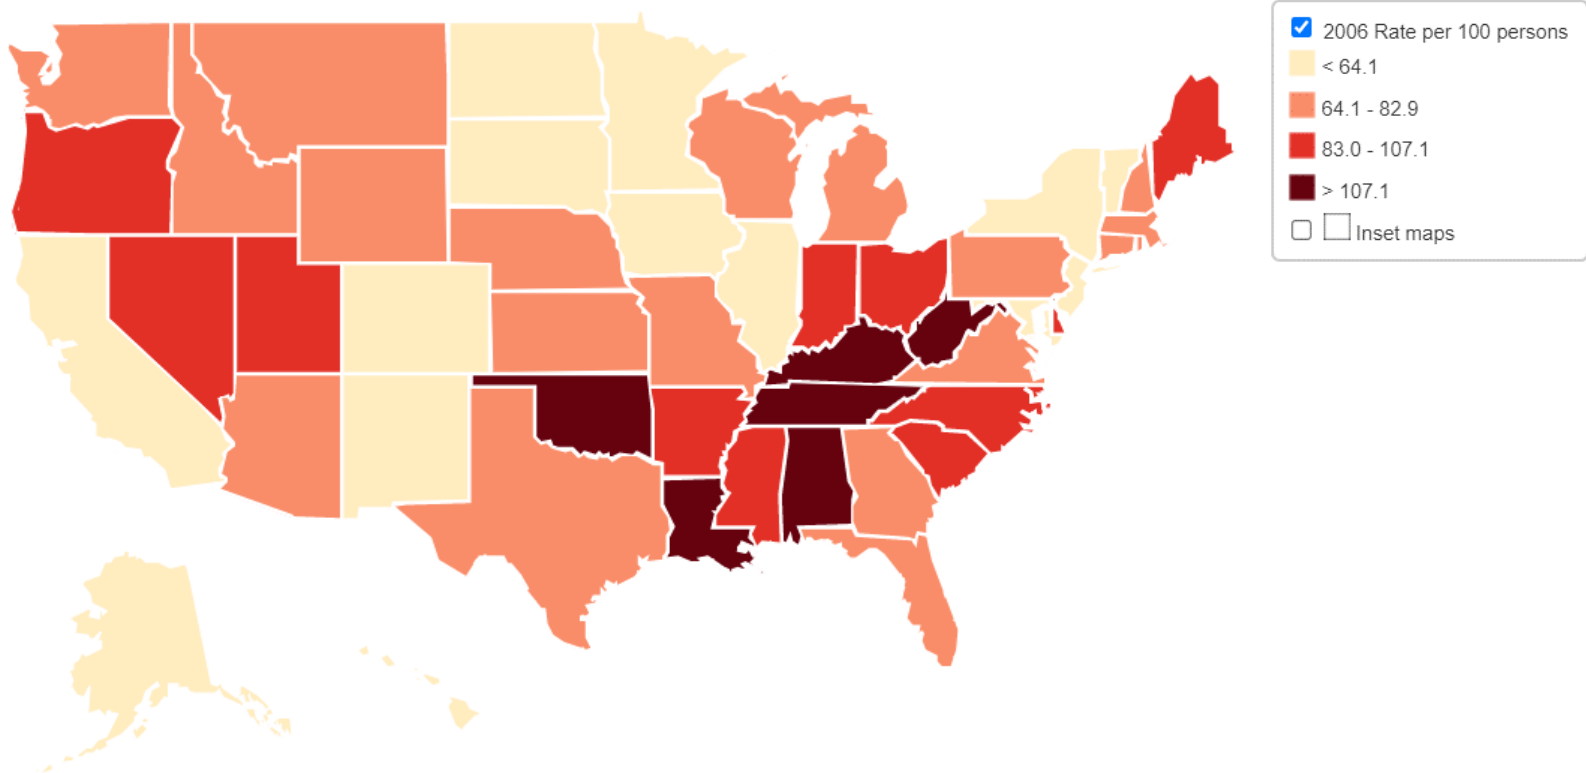 2006 Rate per 100 persons
< 64.1
64.1 - 82.9
83.0 - 107.1
> 107.1
Inset maps